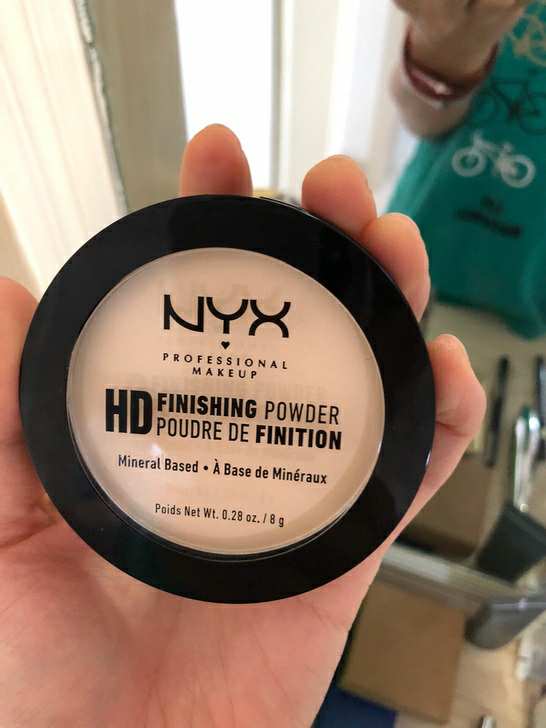 NYX
PROFESSIONAL
MAKEUP
HD FINISHING POWDER
POUDRE DE FINITION
Mineral Based • À Base de Minéraux
Poids Net Wt. 0.28 oz. / 8 g